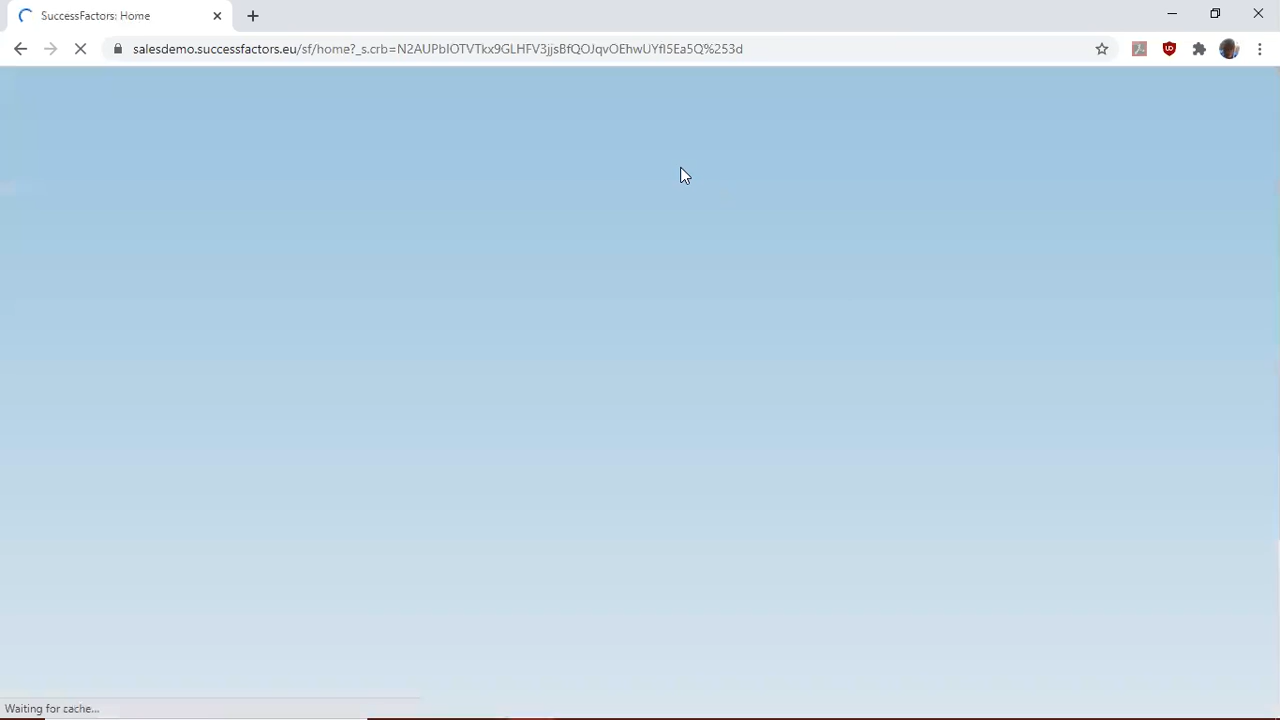 SuccessFactors: Home
salesdemo.successfactors.eu/sf/home?_s.crb=N2AUPbIOTVTkx9GLHFV3jjsBfQOJqvOEhwUYfI5Ea5Q%253d
Waiting for cache...